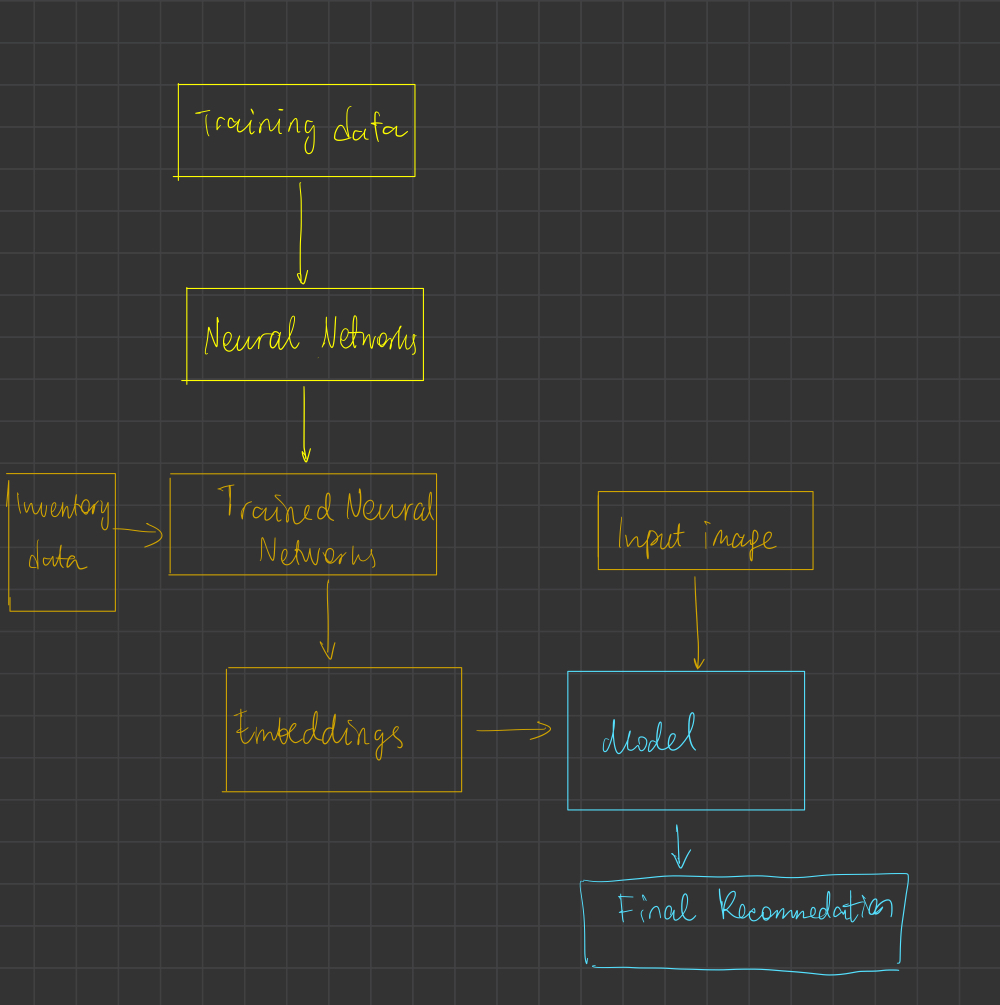 Training data
Neural Networks
Inventory
data
Trained Neural
Networks
Input image
Embeddings
Model
Final Recommedation